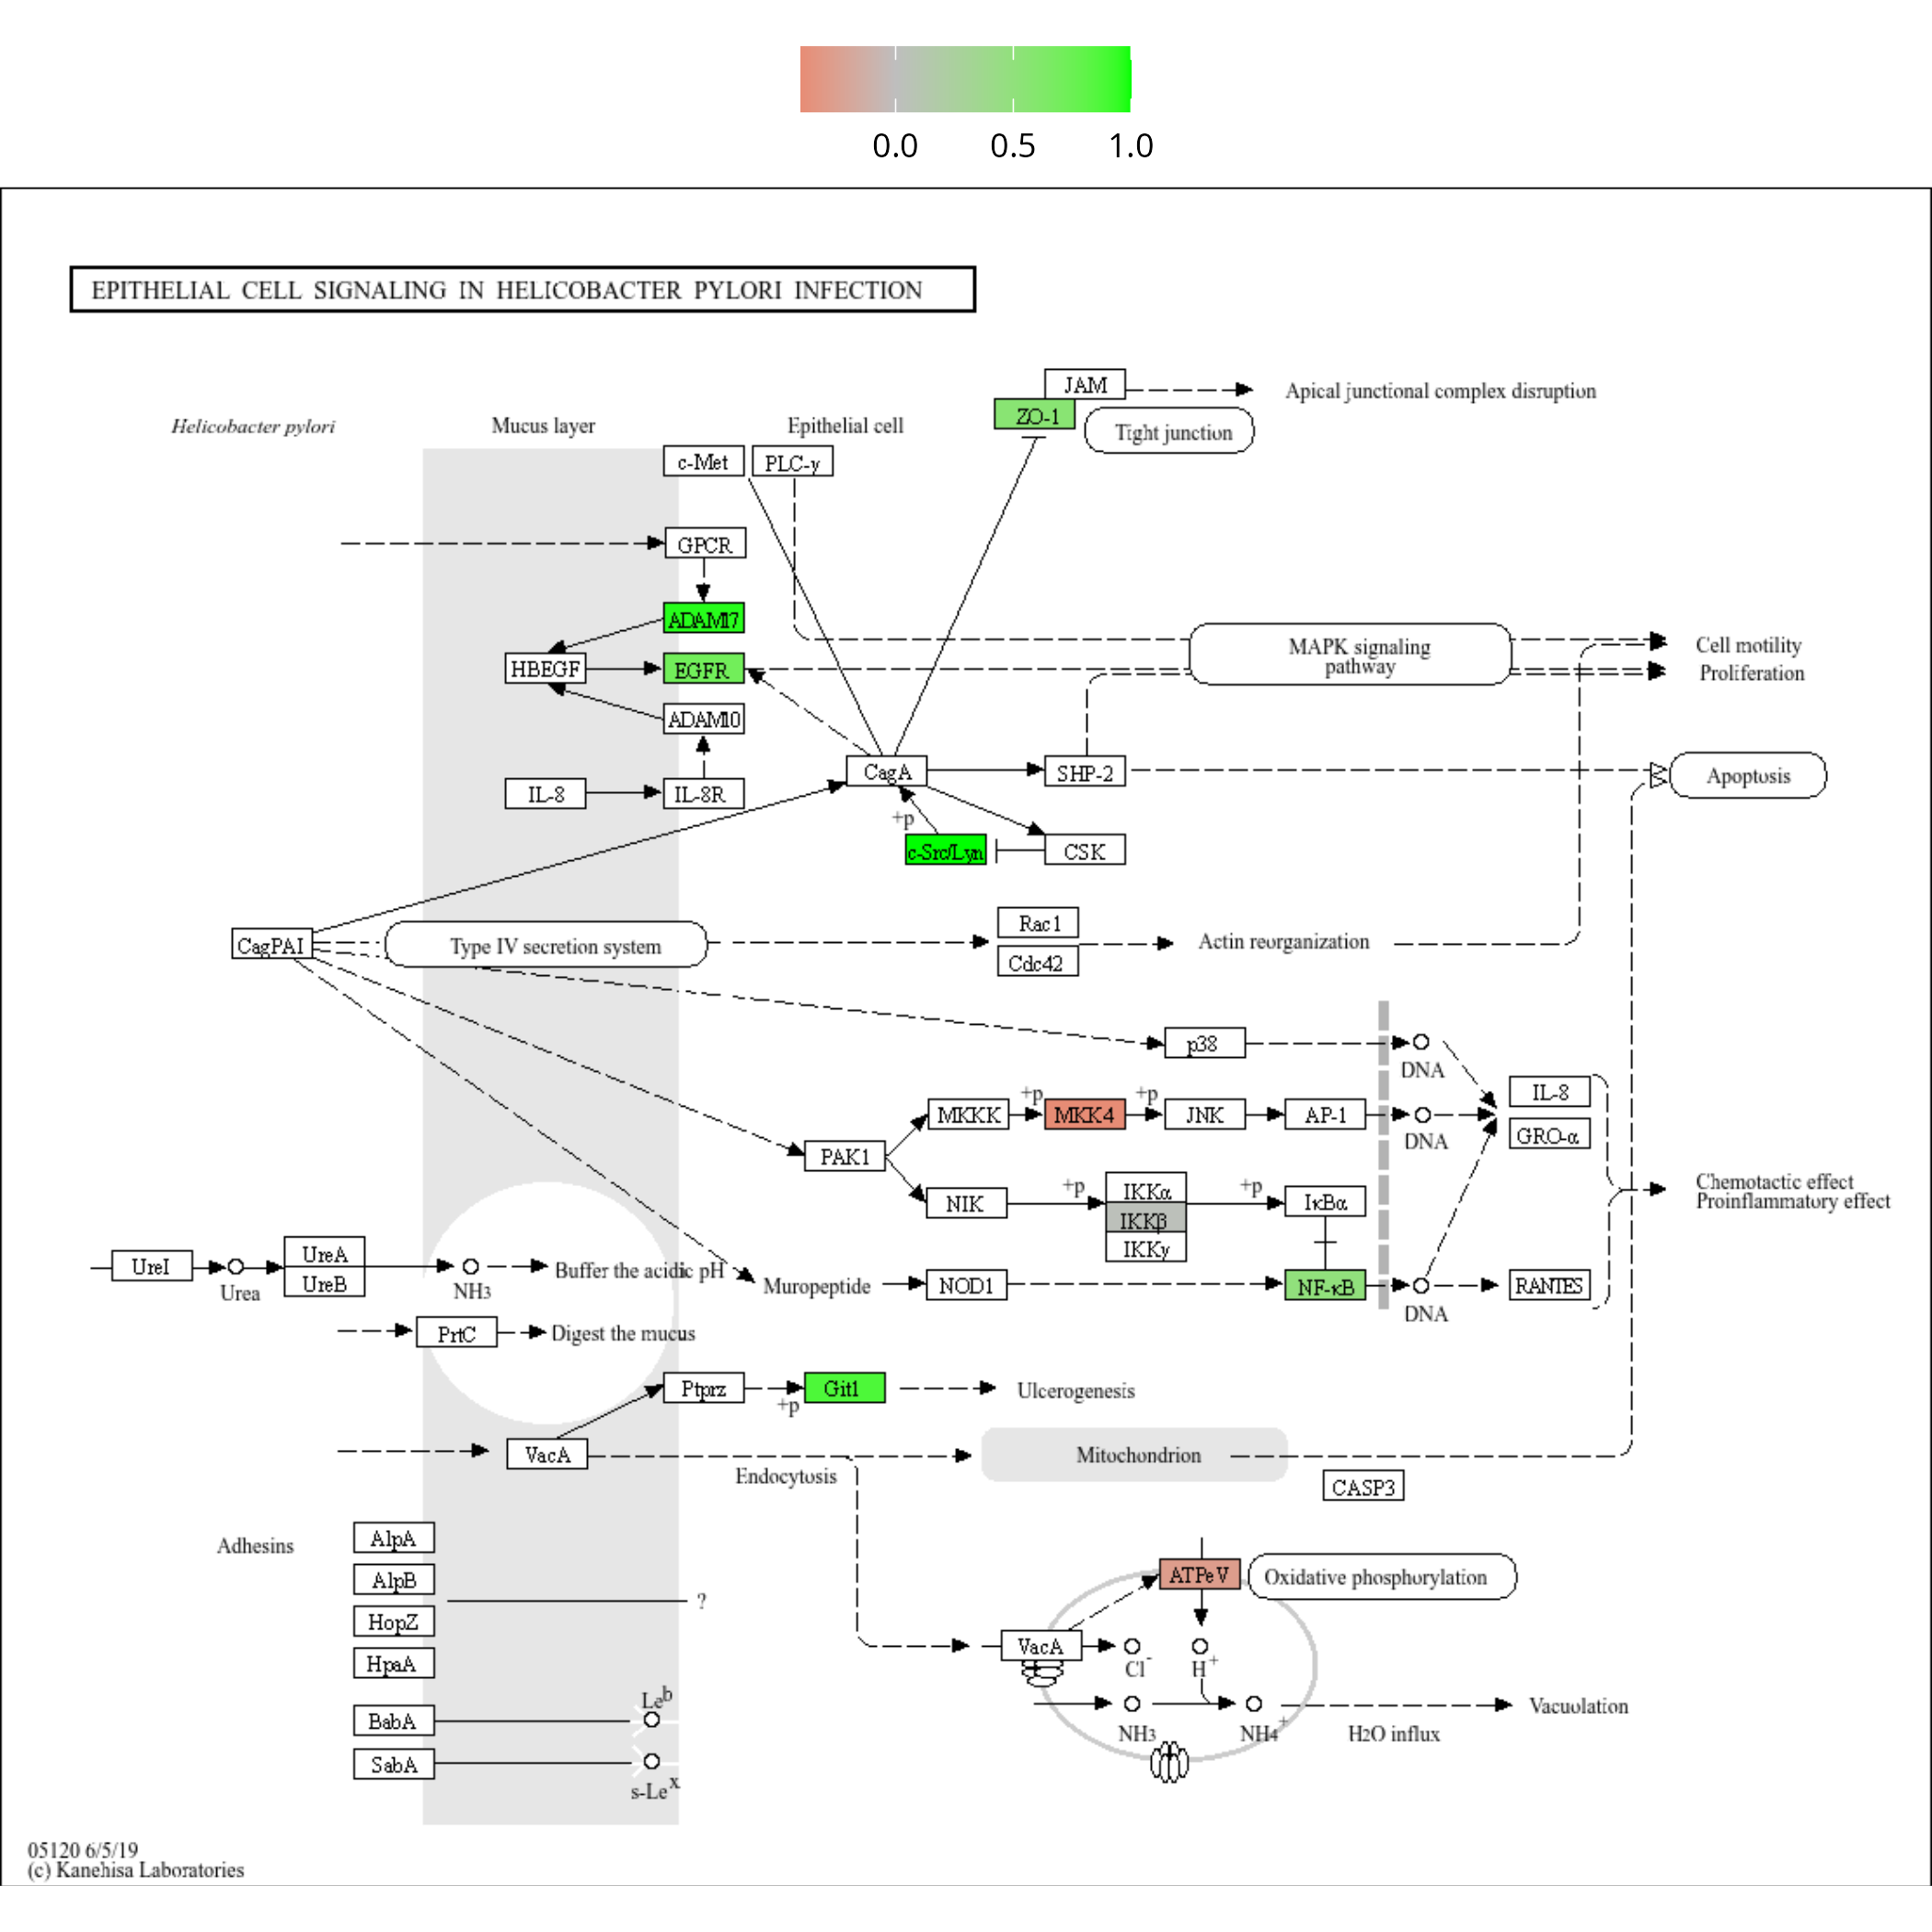 0.0 0.5 1.0
EPITHELIAL CELL SIGNALING IN HELICOBACTER PYLORI INFECTION
JAM
Apical junctional complex disruption
ZO-1
Tight junction
Helicobacter pylori
Mucus layer
Epithelial cell
c-Met
PLC-γ
GPCR
ADAM17
HBEGF
EGFR
MAPK signaling
pathway
Cell motility
Proliferation
ADAM10
CagA
SHP-2
Apoptosis
IL-8
IL-8R
+p
c-Src/Lyn
CSK
CagPAI
Type IV secretion system
Rac1
Cdc42
Actin reorganization
p38
DNA
IL-8
MKKK
+p
MKK4
+p
JNK
AP-1
DNA
GRO-α
PAK1
Chemotactic effect
Proinflammatory effect
NIK
+p
IKKα
IKKβ
IKKγ
+p
IκBα
UreI
Urea
UreA
UreB
NH3
Buffer the acidic pH
Muropeptide
NOD1
NF-κB
DNA
RANTES
PrtC
Digest the mucus
Ptprz
+p
Git1
Ulcerogenesis
VacA
Endocytosis
Mitochondrion
CASP3
Adhesins
AlpA
AlpB
HopZ
HpaA
BabA
SabA
?
Leb
s-Lex
ATPeV
Oxidative phosphorylation
VacA
Cl-
H+
NH3
NH4+
H2O influx
Vacuolation
05120 6/5/19
(c) Kanehisa Laboratories